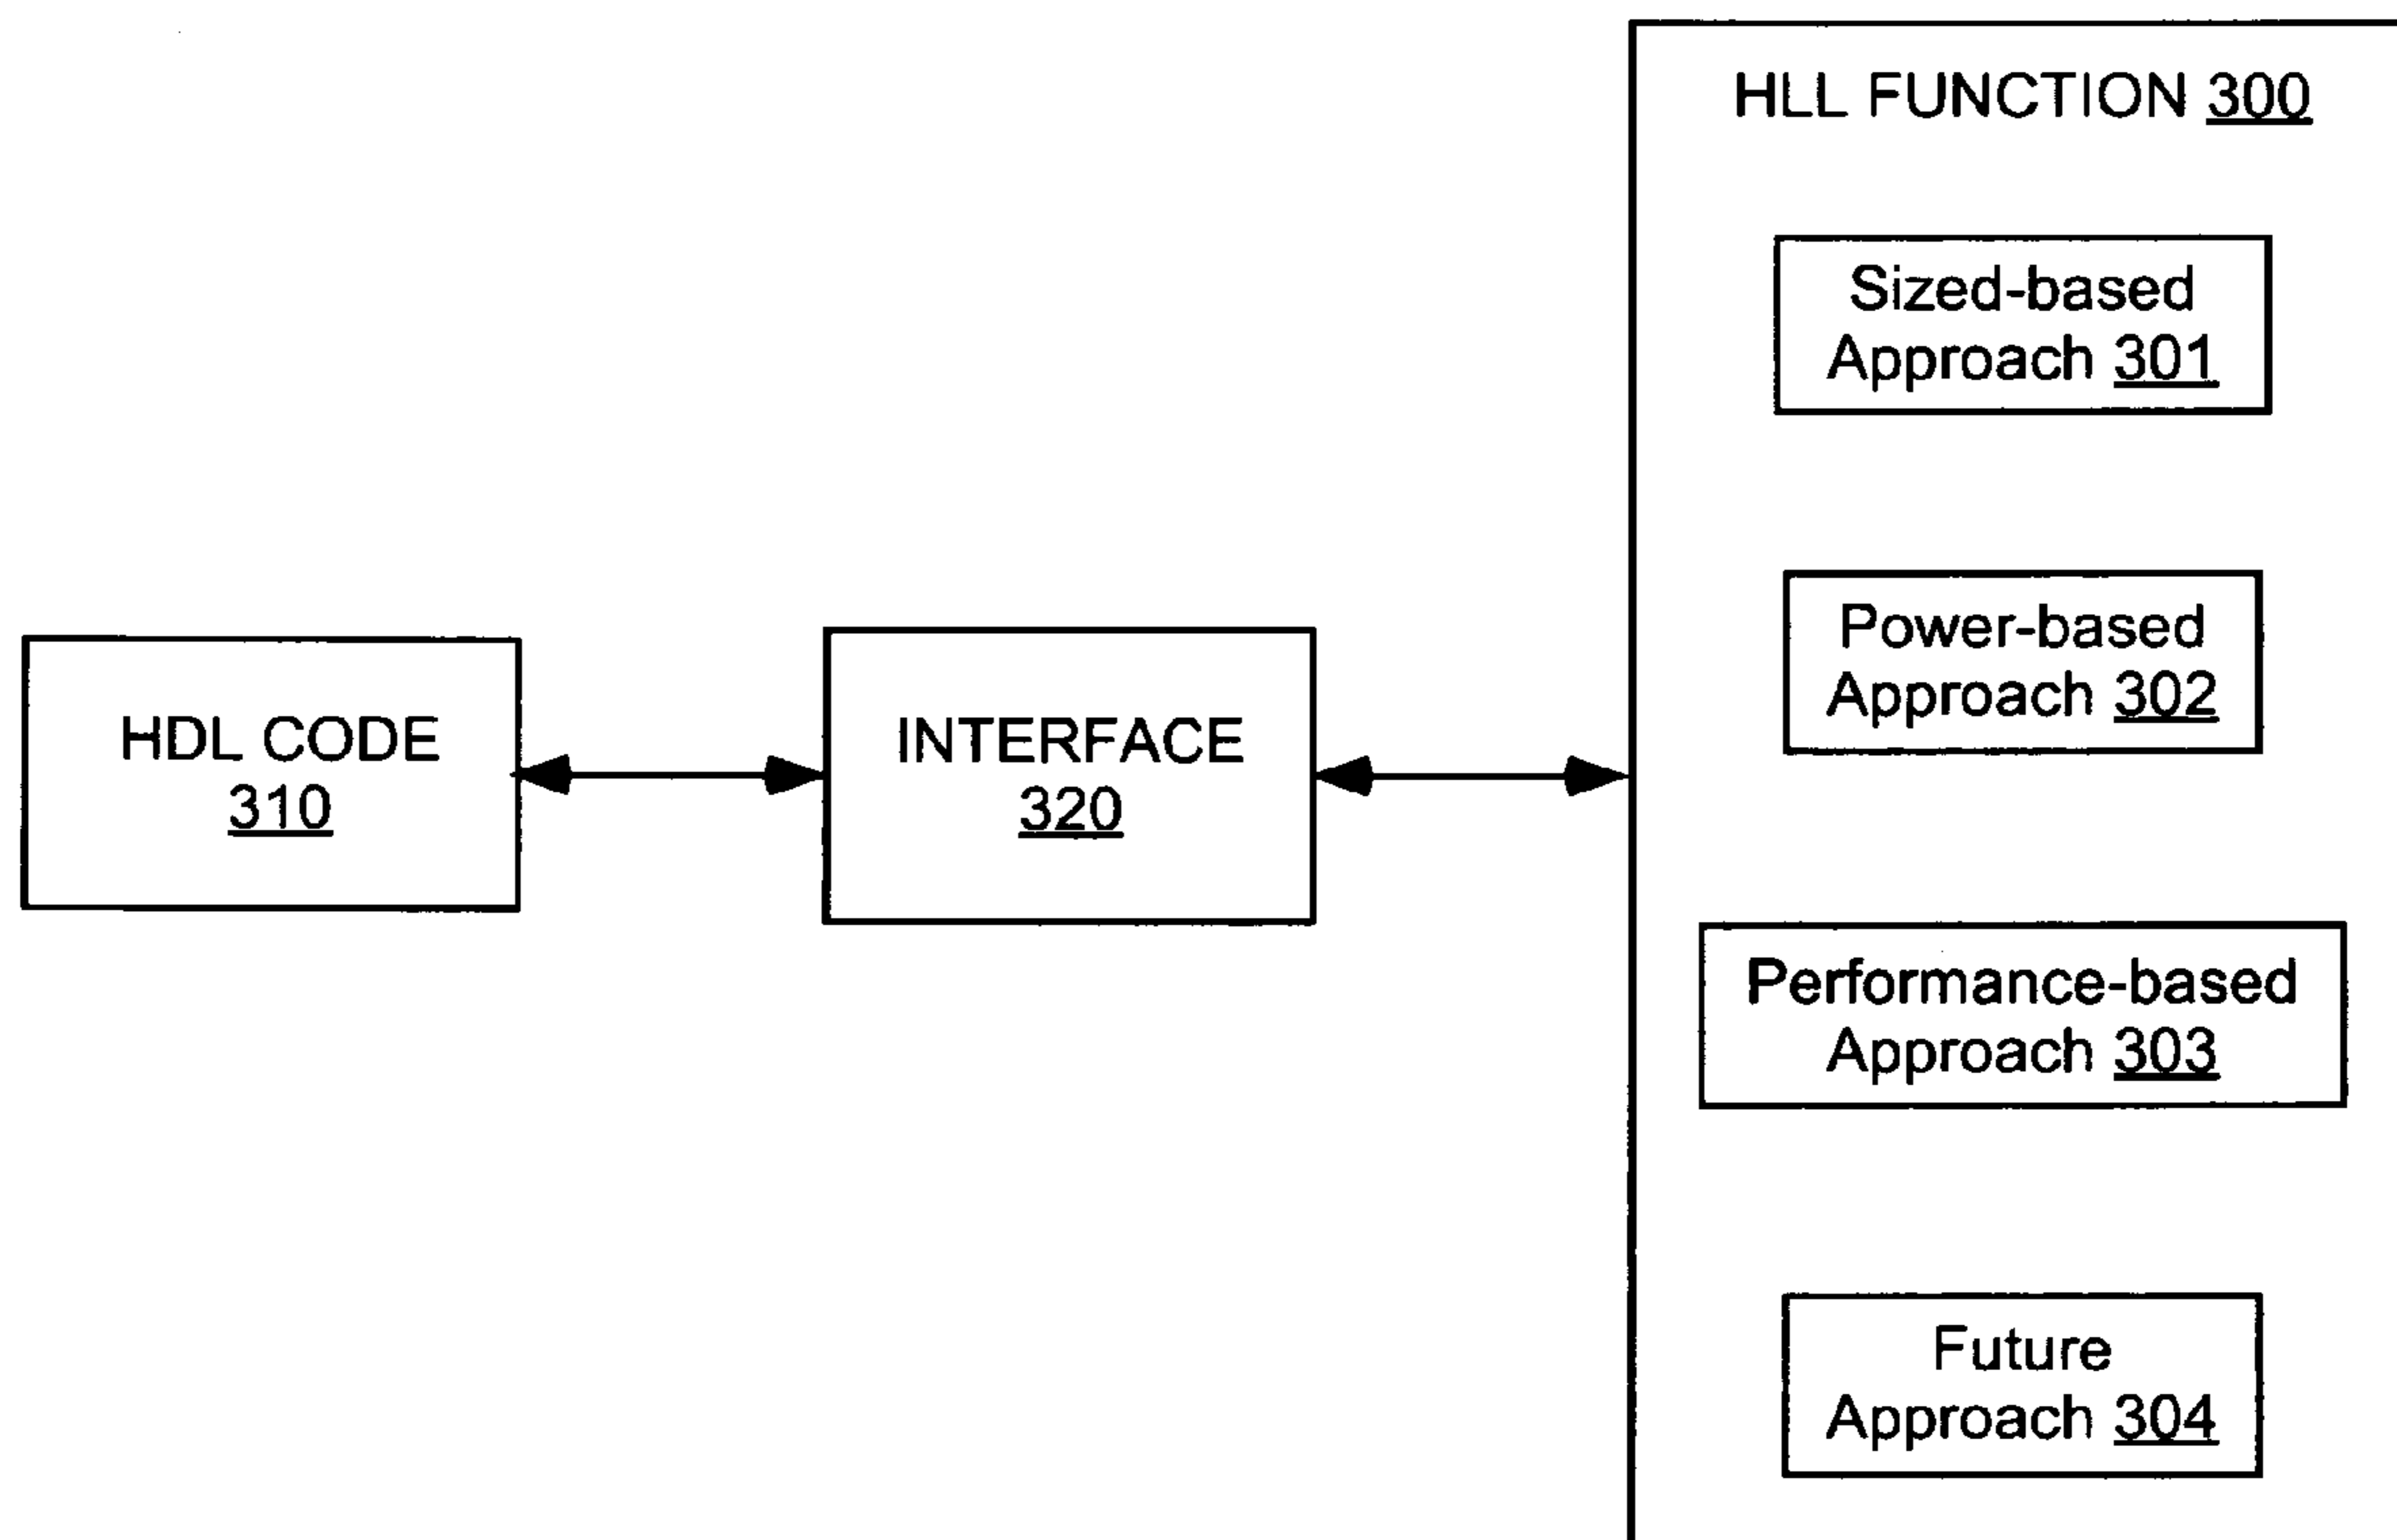 HLL FUNCTION 300
Sized-based
Approach 301
Power-based
Approach 302
HDL CODE
310
INTERFACE
320
Performance-based
Approach 303
Future
Approach 304